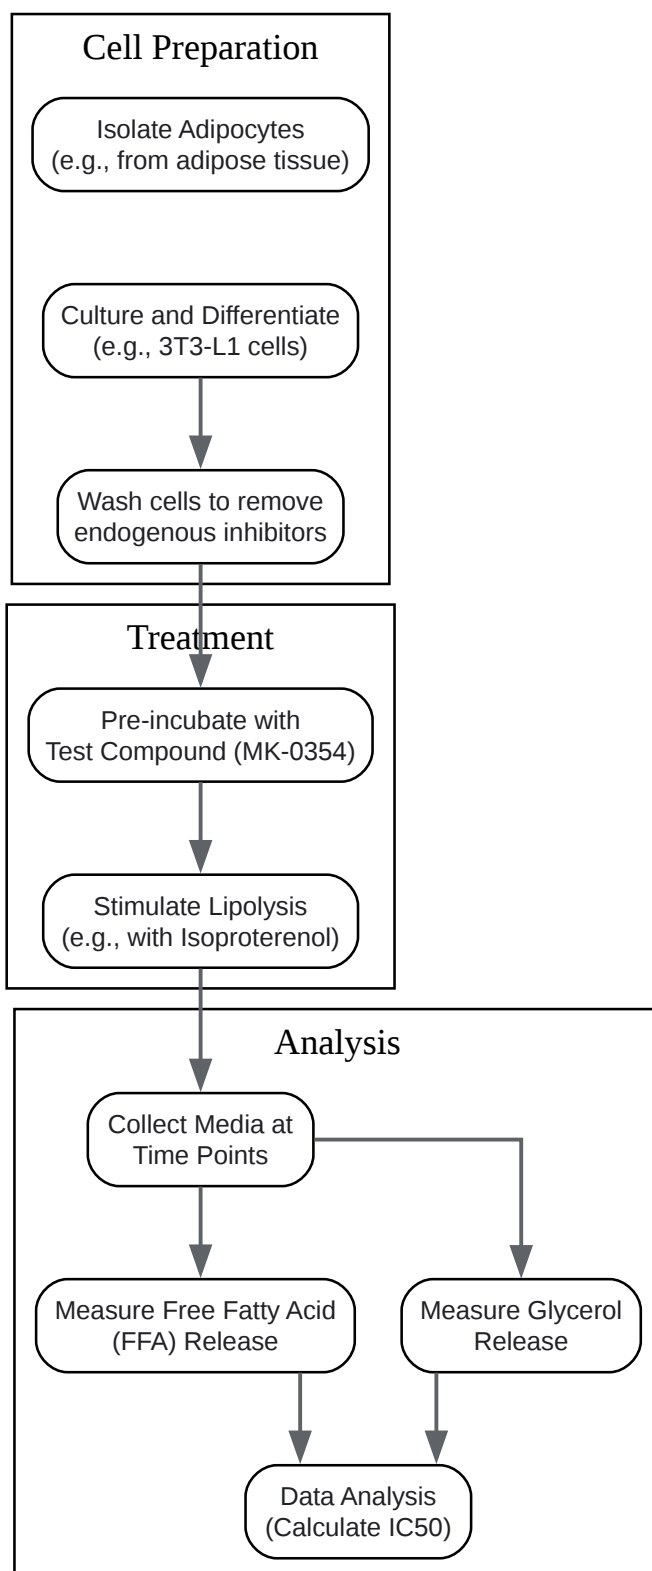 Cell Preparation
Isolate Adipocytes
(e.g., from adipose tissue)
Culture and Differentiate
(e.g., 3T3-L1 cells)
Wash cells to remove
endogenous inhibitors
Treatment
Pre-incubate with
Test Compound (MK-0354)
Stimulate Lipolysis
(e.g., with Isoproterenol)
Analysis
Collect Media at
Time Points
Measure Free Fatty Acid
(FFA) Release
Measure Glycerol
Release
Data Analysis
(Calculate IC50)